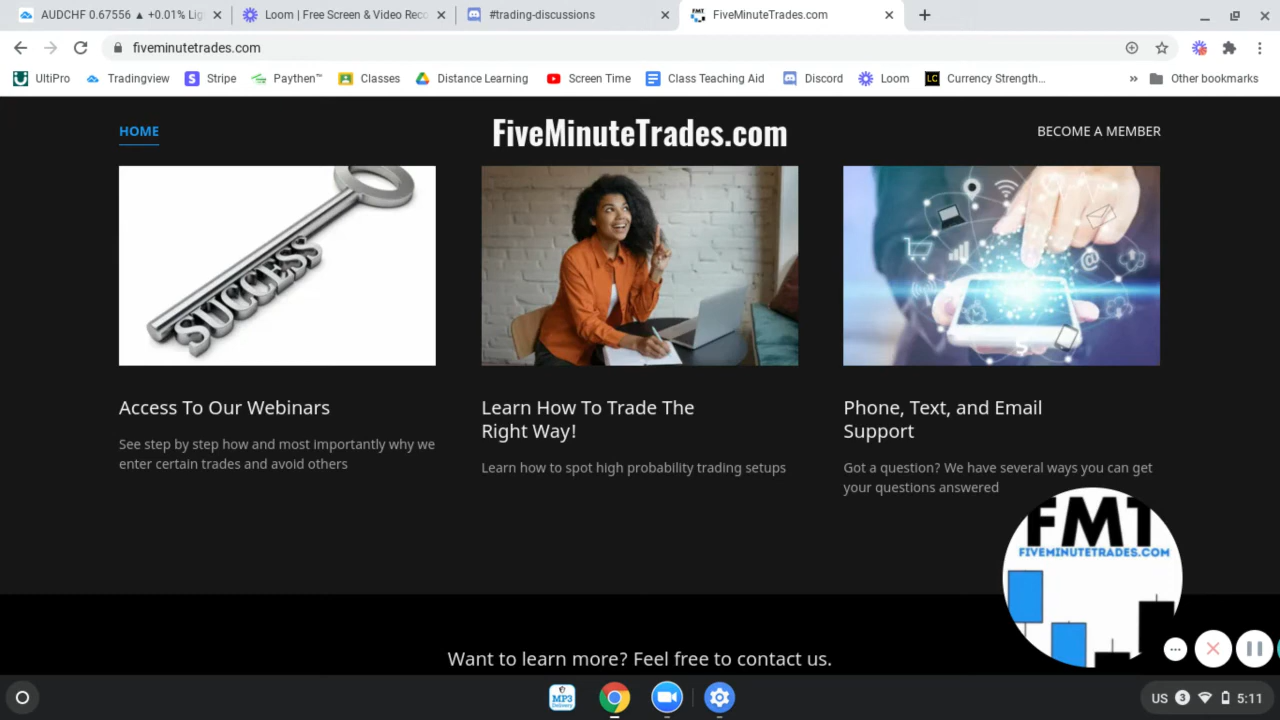 AUDCHF 0.67556 ▲ +0.01% Lig
Loom | Free Screen & Video Reco
#trading-discussions
FiveMinuteTrades.com
fiveminutetrades.com
UltiPro
Tradingview
Stripe
Paythen™
Classes
Distance Learning
Screen Time
Class Teaching Aid
Discord
Loom
Currency Strength...
»
Other bookmarks
HOME
FiveMinuteTrades.com
BECOME A MEMBER
SUCCESS
Access To Our Webinars
See step by step how and most importantly why we
enter certain trades and avoid others
Learn How To Trade The
Right Way!
Learn how to spot high probability trading setups
Phone, Text, and Email
Support
Got a question? We have several ways you can get
your questions answered
FMT
FIVEMINUTETRADES.COM
Want to learn more? Feel free to contact us.
MP3
Delivery
US 3 5:11